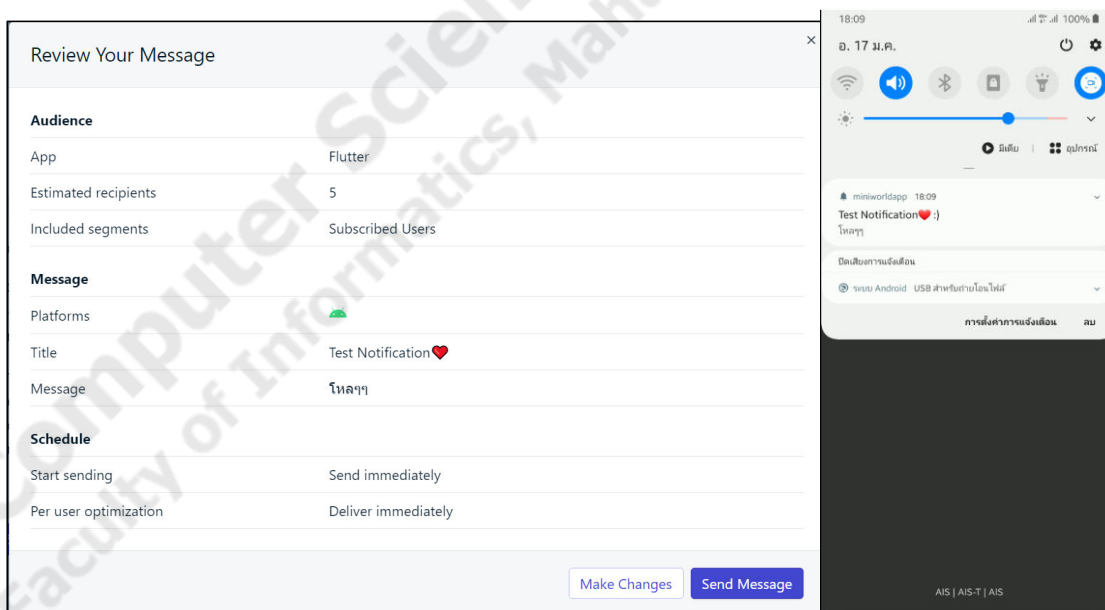 Review Your Message
×
Audience
App Flutter
Estimated recipients 5
Included segments Subscribed Users
Message
Platforms
Title Test Notification❤
Message โหลๆๆ
Schedule
Start sending Send immediately
Per user optimization Deliver immediately
Make Changes Send Message
18:09 100%
อ. 17 ม.ค.
มีเดีย | อุปกรณ์
miniworldapp 18:09
Test Notification❤ :)
โหลๆๆ
ปิดเสียงการแจ้งเตือน
ระบบ Android USB สำหรับถ่ายโอนไฟล์
การตั้งค่าการแจ้งเตือน ลบ
AIS | AIS-T | AIS
Computer Scien
Faculty of Informatics, Mah